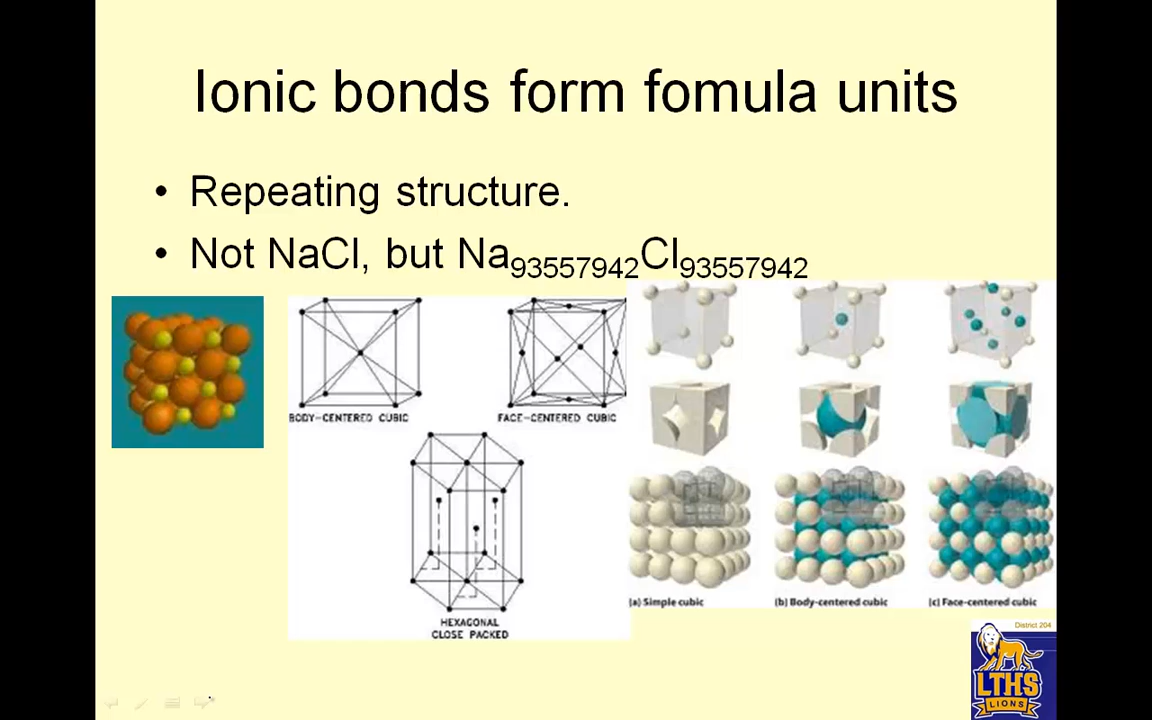 Ionic bonds form fomula units
• Repeating structure.
• Not NaCl, but Na₉₃₅₅₇₉₄₂Cl₉₃₅₅₇₉₄₂
BODY-CENTERED CUBIC
FACE-CENTERED CUBIC
HEXAGONAL
CLOSE PACKED
(a) Simple cubic
(b) Body-centered cubic
(c) Face-centered cubic
District 204
LTHS
LIONS